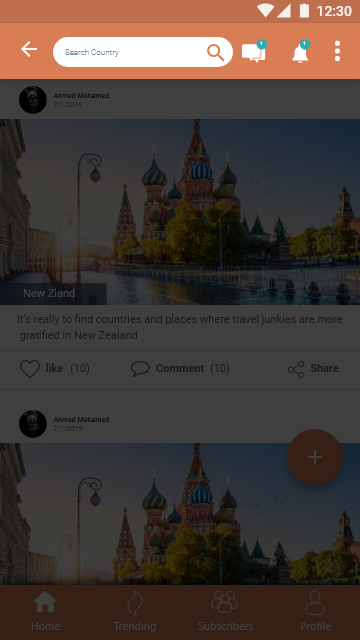 12:30
Search Country
1
1
Ahmed Mohamed
7/1/2019
New Zland
It's really to find countries and places where travel junkies are more
gratified in New Zealand
like (10)
Comment (10)
Share
Ahmed Mohamed
7/1/2019
+
Home
Trending
Subscribers
Profile